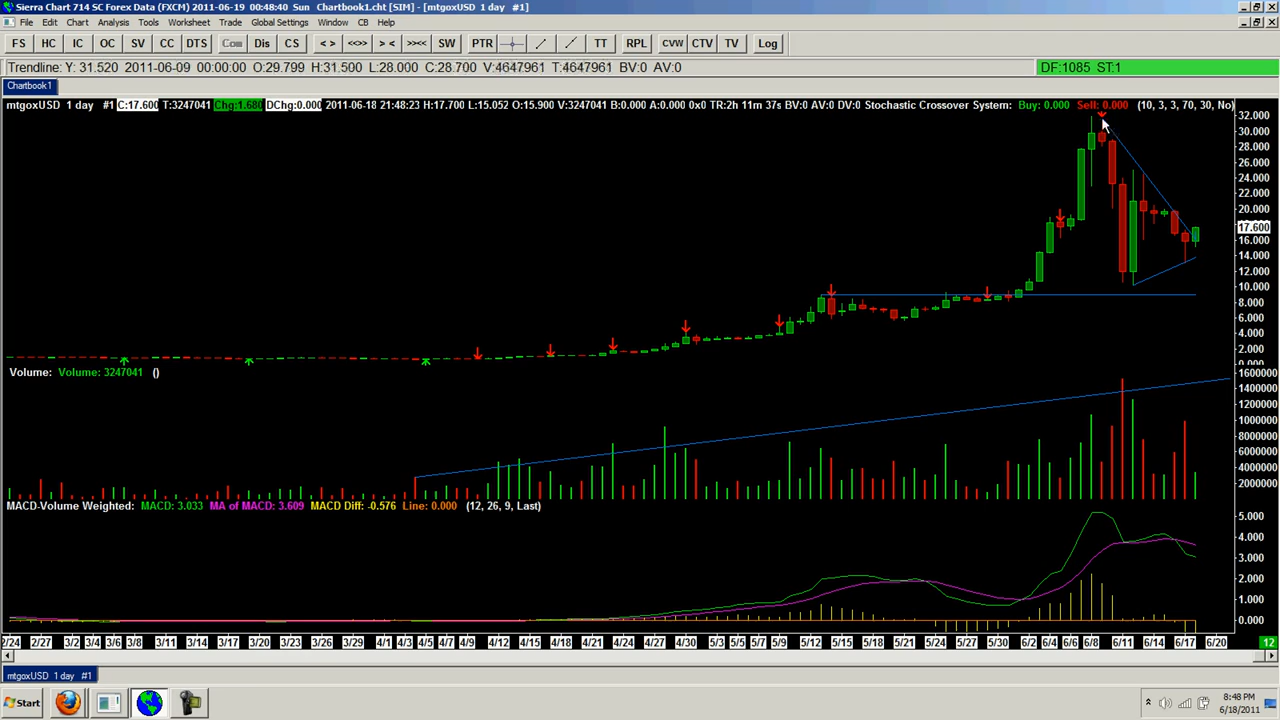 Sierra Chart 714 SC Forex Data (FXCM) 2011-06-19 00:48:40 Sun Chartbook1.cht [SIM] - [mtgoxUSD 1 day #1]
File Edit Chart Analysis Tools Worksheet Trade Global Settings Window CB Help
FS HC IC OC SV CC DTS Com Dis CS < > <<>> > < >><< SW PTR TT RPL CVW CTV TV Log
Trendline: Y: 31.520 2011-06-09 00:00:00 O:29.799 H:31.500 L:28.000 C:28.700 V:4647961 T:4647961 BV:0 AV:0 DF:1085 ST:1
Chartbook1
mtgoxUSD 1 day #1 C:17.600 T:3247041 Chg:1.680 DChg:0.000 2011-06-18 21:48:23 H:17.700 L:15.052 O:15.900 V:3247041 B:0.000 A:0.000 0x0 TR:2h 11m 37s BV:0 AV:0 DV:0 Stochastic Crossover System: Buy: 0.000 Sell: 0.000 (10, 3, 3, 70, 30, No)
32.000
30.000
28.000
26.000
24.000
22.000
20.000
17.600
16.000
14.000
12.000
10.000
8.000
6.000
4.000
2.000
0.000
Volume: Volume: 3247041 ()
1600000
1400000
1200000
1000000
8000000
6000000
4000000
2000000
MACD-Volume Weighted: MACD: 3.033 MA of MACD: 3.609 MACD Diff: -0.576 Line: 0.000 (12, 26, 9, Last)
5.000
4.000
3.000
2.000
1.000
0.000
2/24 2/27 3/2 3/4 3/6 3/8 3/11 3/14 3/17 3/20 3/23 3/26 3/29 4/1 4/3 4/5 4/7 4/9 4/12 4/15 4/18 4/21 4/24 4/27 4/30 5/3 5/5 5/7 5/9 5/12 5/15 5/18 5/21 5/24 5/27 5/30 6/2 6/4 6/6 6/8 6/11 6/14 6/17 6/20 12
mtgoxUSD 1 day #1
Start
8:48 PM
6/18/2011